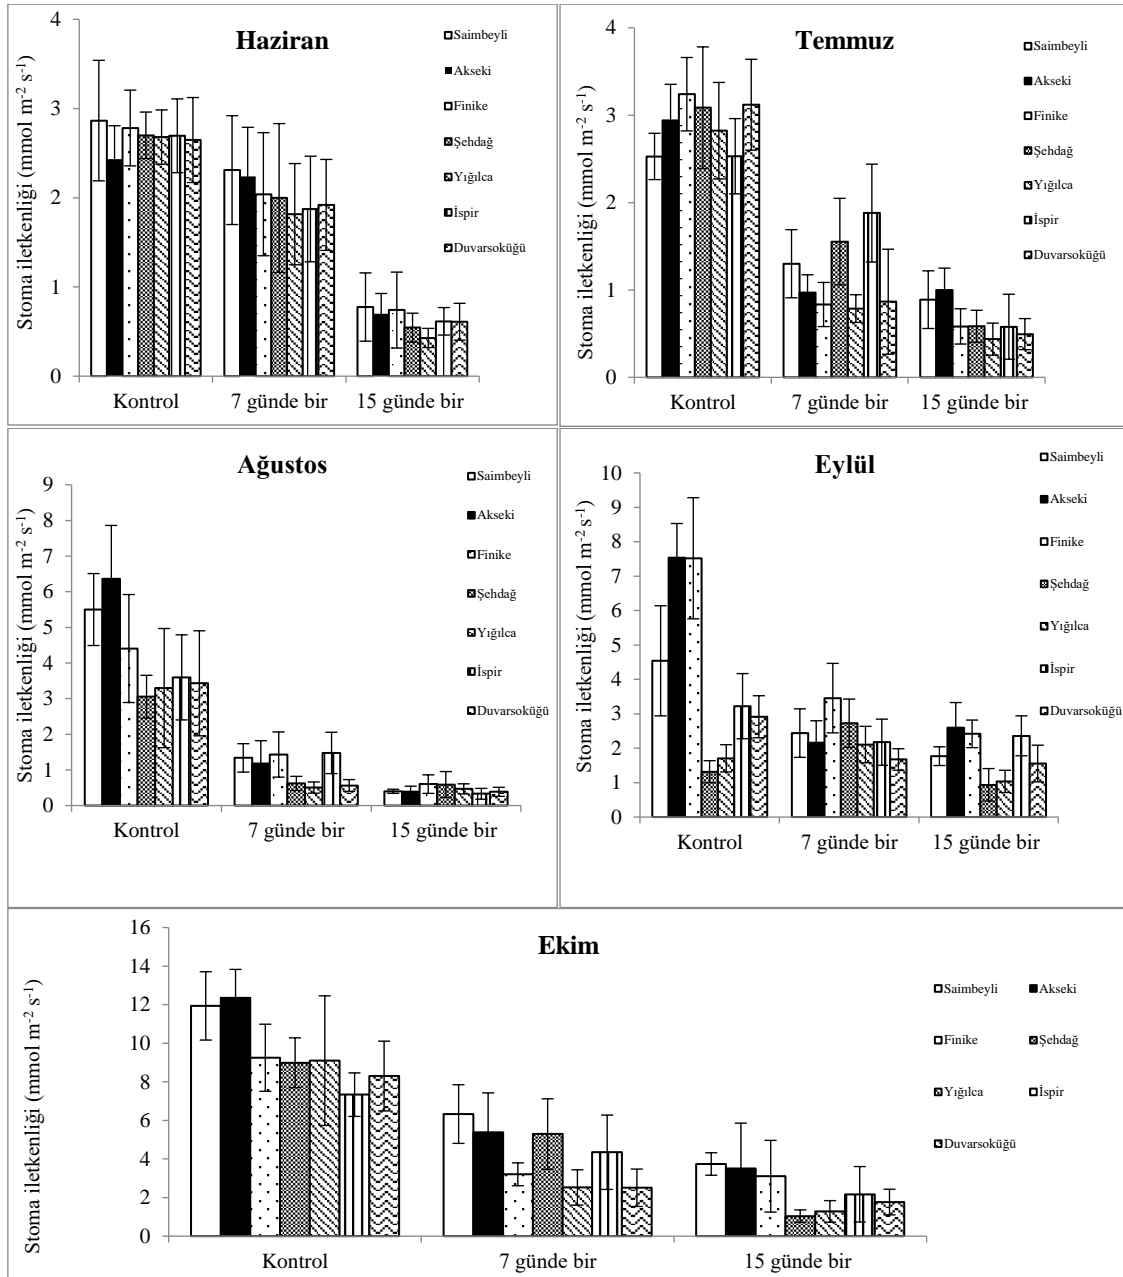 Haziran
Stoma iletkenliği (mmol m⁻² s⁻¹)
4
3
2
1
0
Kontrol
7 günde bir
15 günde bir
Saimbeyli
Akseki
Finike
Şehdağ
Yığılca
İspir
Duvarsoküğü
Temmuz
Stoma iletkenliği (mmol m⁻² s⁻¹)
4
3
2
1
0
Kontrol
7 günde bir
15 günde bir
Saimbeyli
Akseki
Finike
Şehdağ
Yığılca
İspir
Duvarsoküğü
Ağustos
Stoma iletkenliği (mmol m⁻² s⁻¹)
9
8
7
6
5
4
3
2
1
0
Kontrol
7 günde bir
15 günde bir
Saimbeyli
Akseki
Finike
Şehdağ
Yığılca
İspir
Duvarsoküğü
Eylül
Stoma iletkenliği (mmol m⁻² s⁻¹)
10
9
8
7
6
5
4
3
2
1
0
Kontrol
7 günde bir
15 günde bir
Saimbeyli
Akseki
Finike
Şehdağ
Yığılca
İspir
Duvarsoküğü
Ekim
Stoma iletkenliği (mmol m⁻² s⁻¹)
16
14
12
10
8
6
4
2
0
Kontrol
7 günde bir
15 günde bir
Saimbeyli Akseki
Finike Şehdağ
Yığılca İspir
Duvarsoküğü